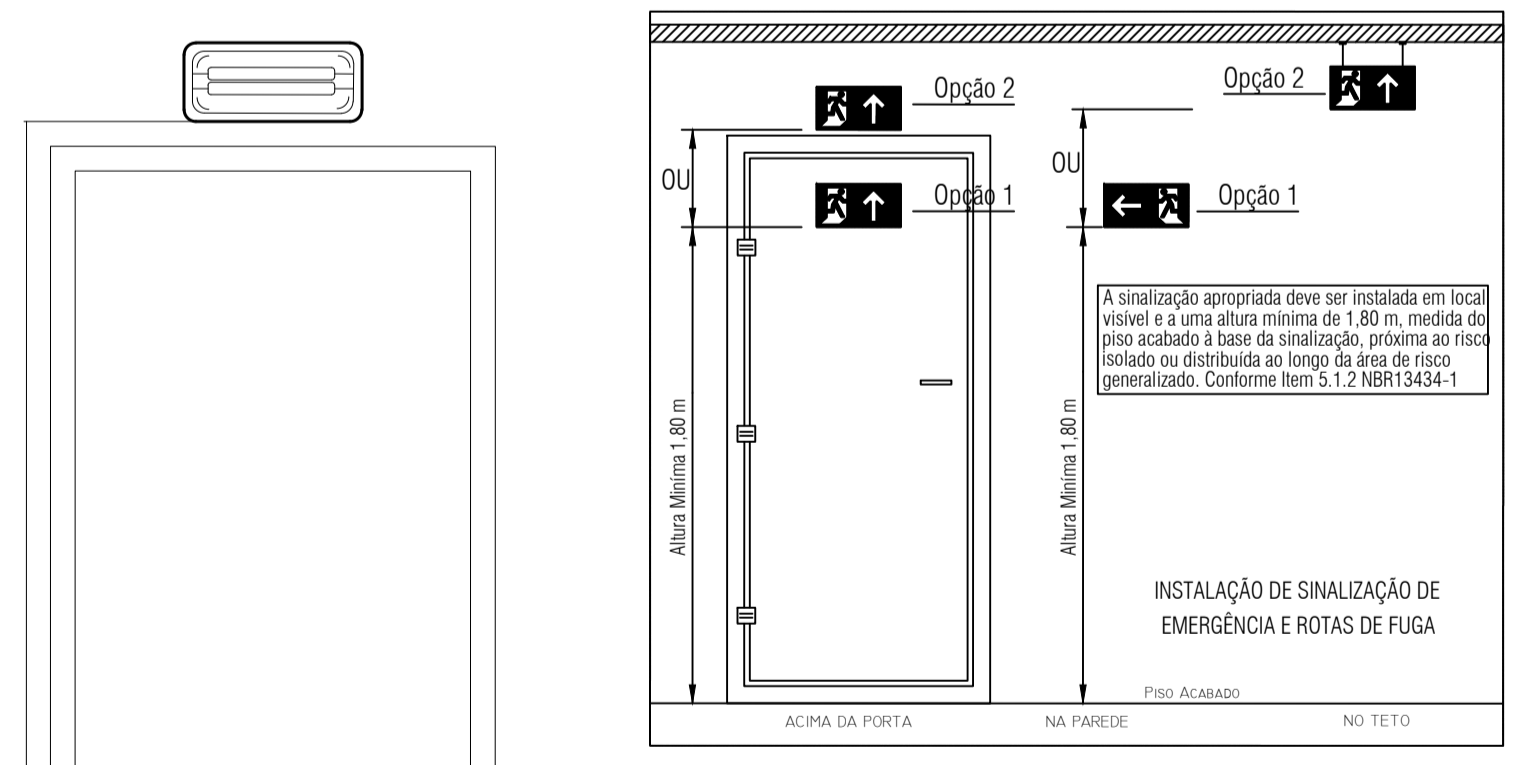 Opção 2
OU
Opção 1
Altura Miníma 1,80 m
Opção 2
OU
Opção 1
Altura Miníma 1,80 m
A sinalização apropriada deve ser instalada em local
visível e a uma altura mínima de 1,80 m, medida do
piso acabado à base da sinalização, próxima ao risco
isolado ou distribuída ao longo da área de risco
generalizado. Conforme Item 5.1.2 NBR13434-1
INSTALAÇÃO DE SINALIZAÇÃO DE
EMERGÊNCIA E ROTAS DE FUGA
PISO ACABADO
ACIMA DA PORTA
NA PAREDE
NO TETO